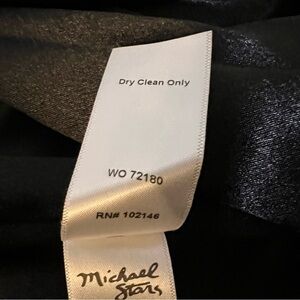 Dry Clean Only
WO 72180
RN# 102146
Michael
Stars